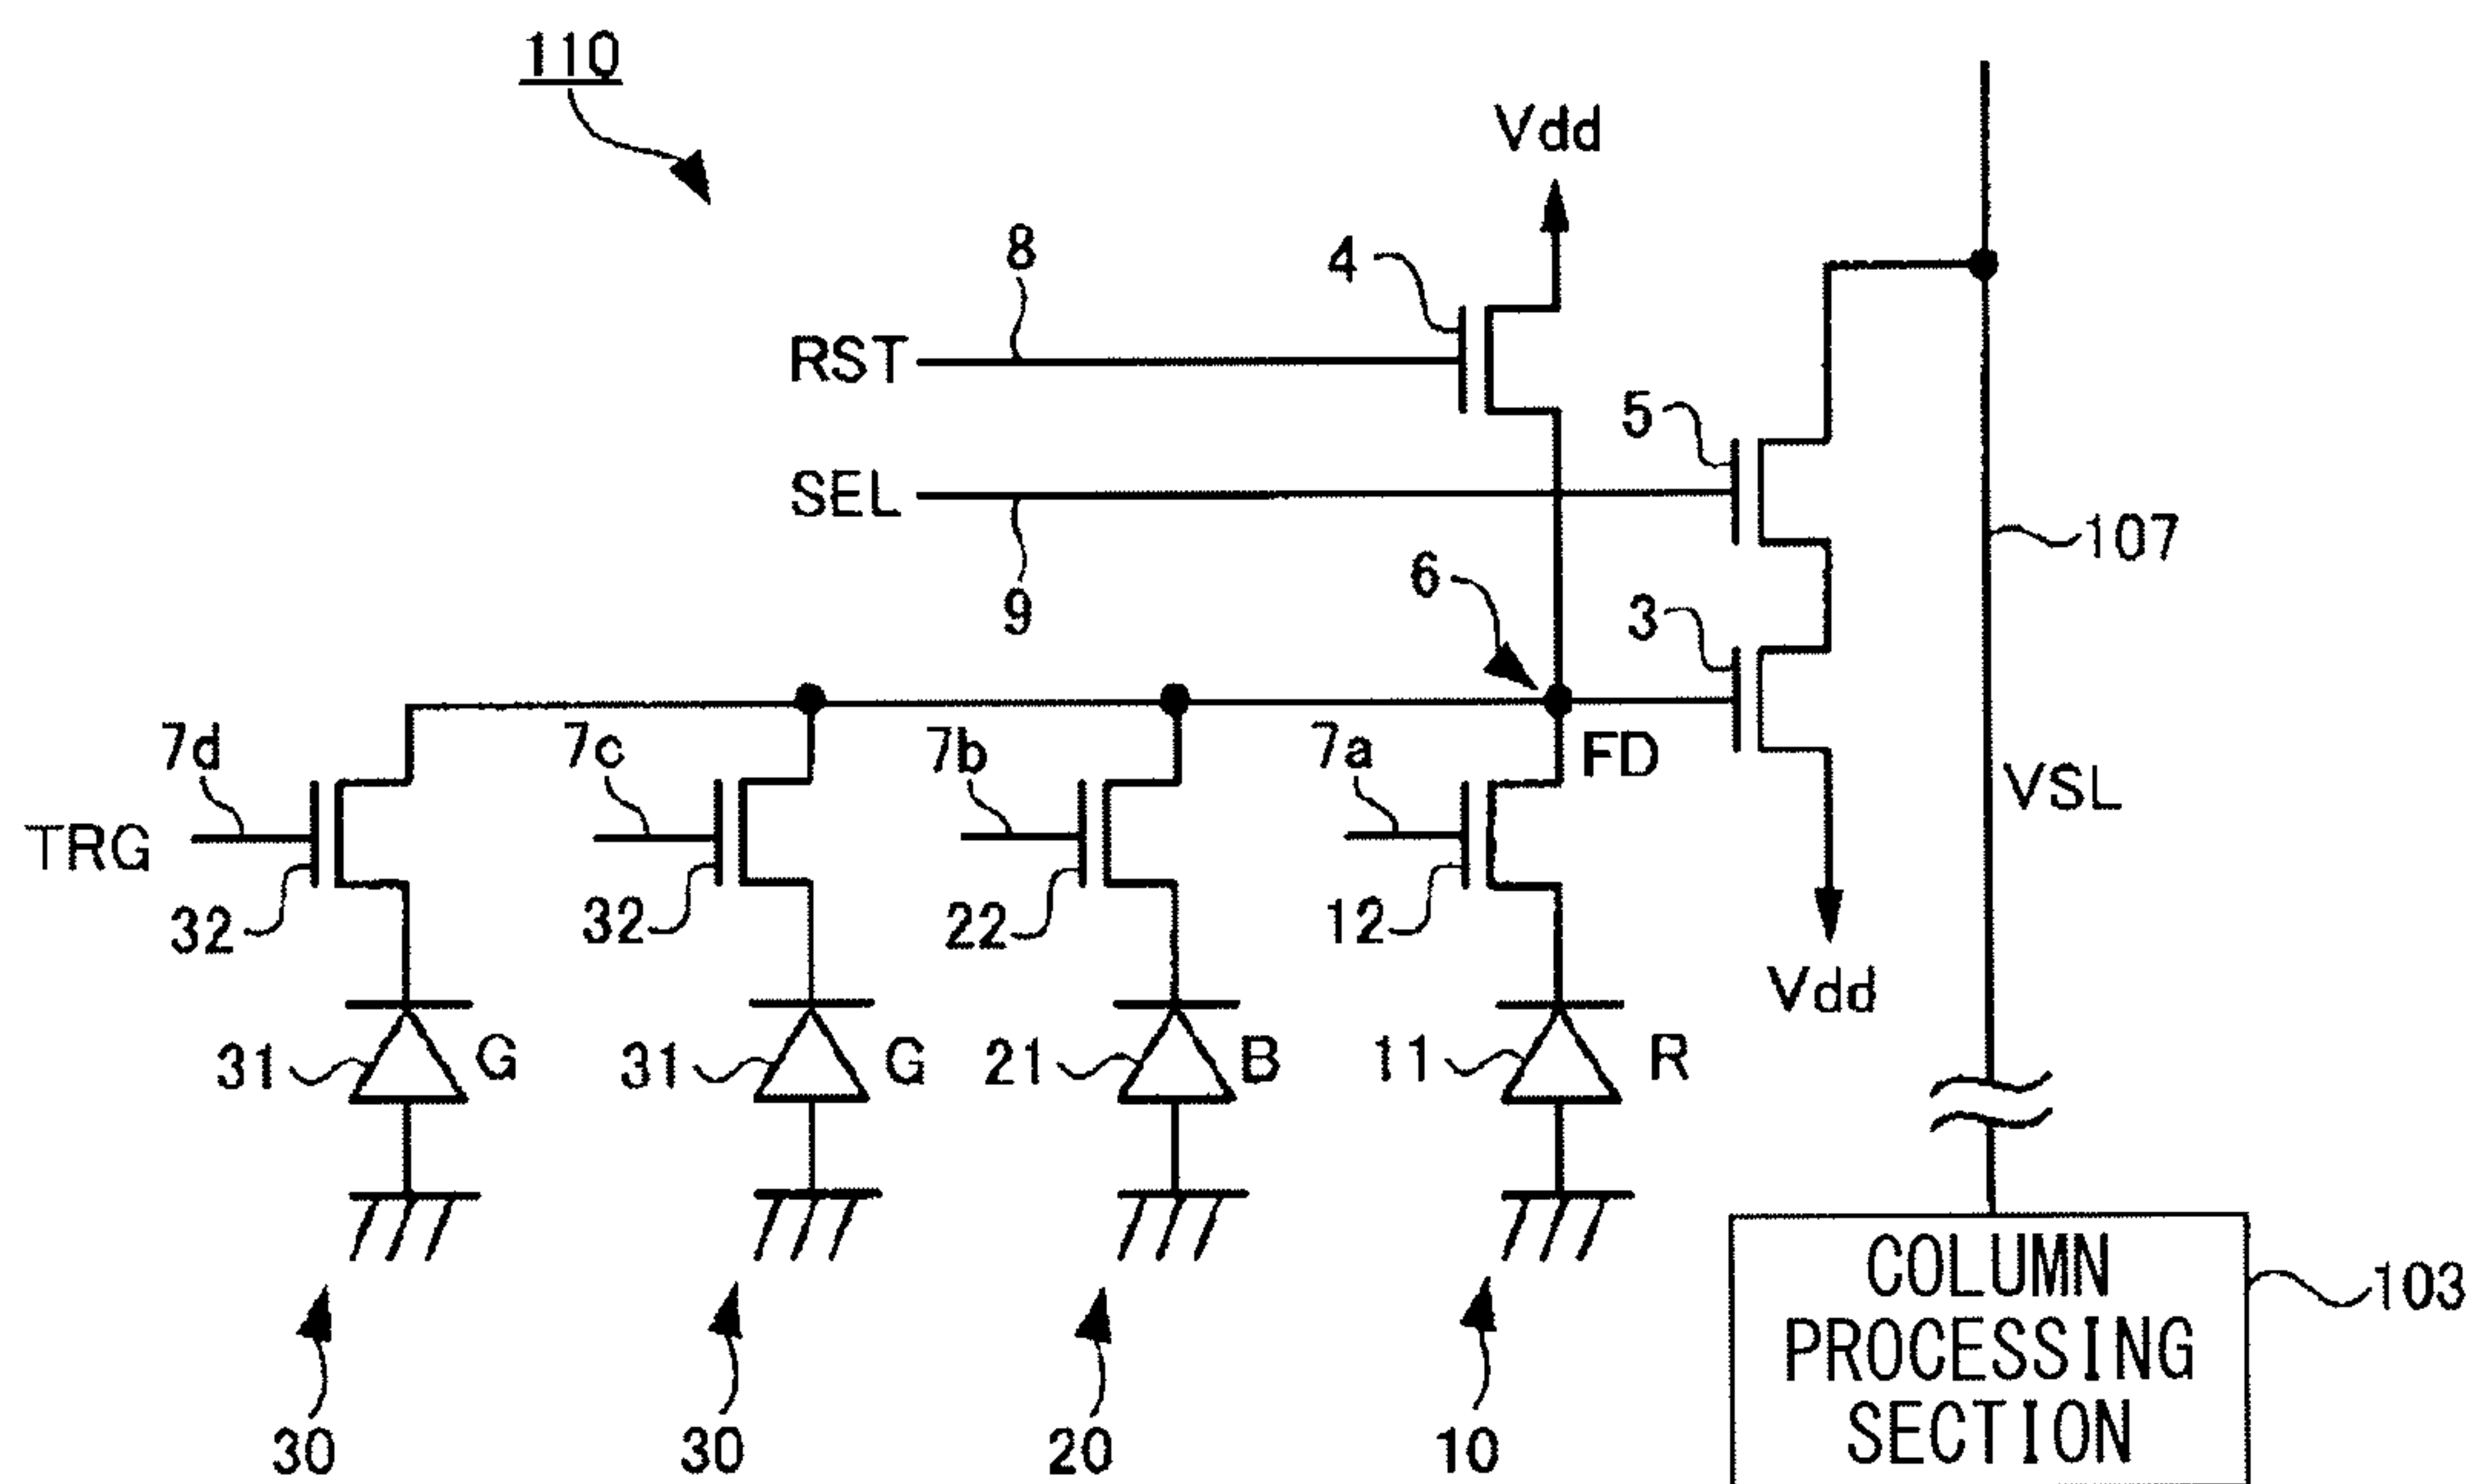 110
Vdd
8
4
RST
5
SEL
107
6
9
3
7d
7c
7b
7a
FD
VSL
TRG
32
32
22
12
Vdd
31
G
31
G
21
B
11
R
COLUMN
PROCESSING
SECTION
103
30
30
20
10